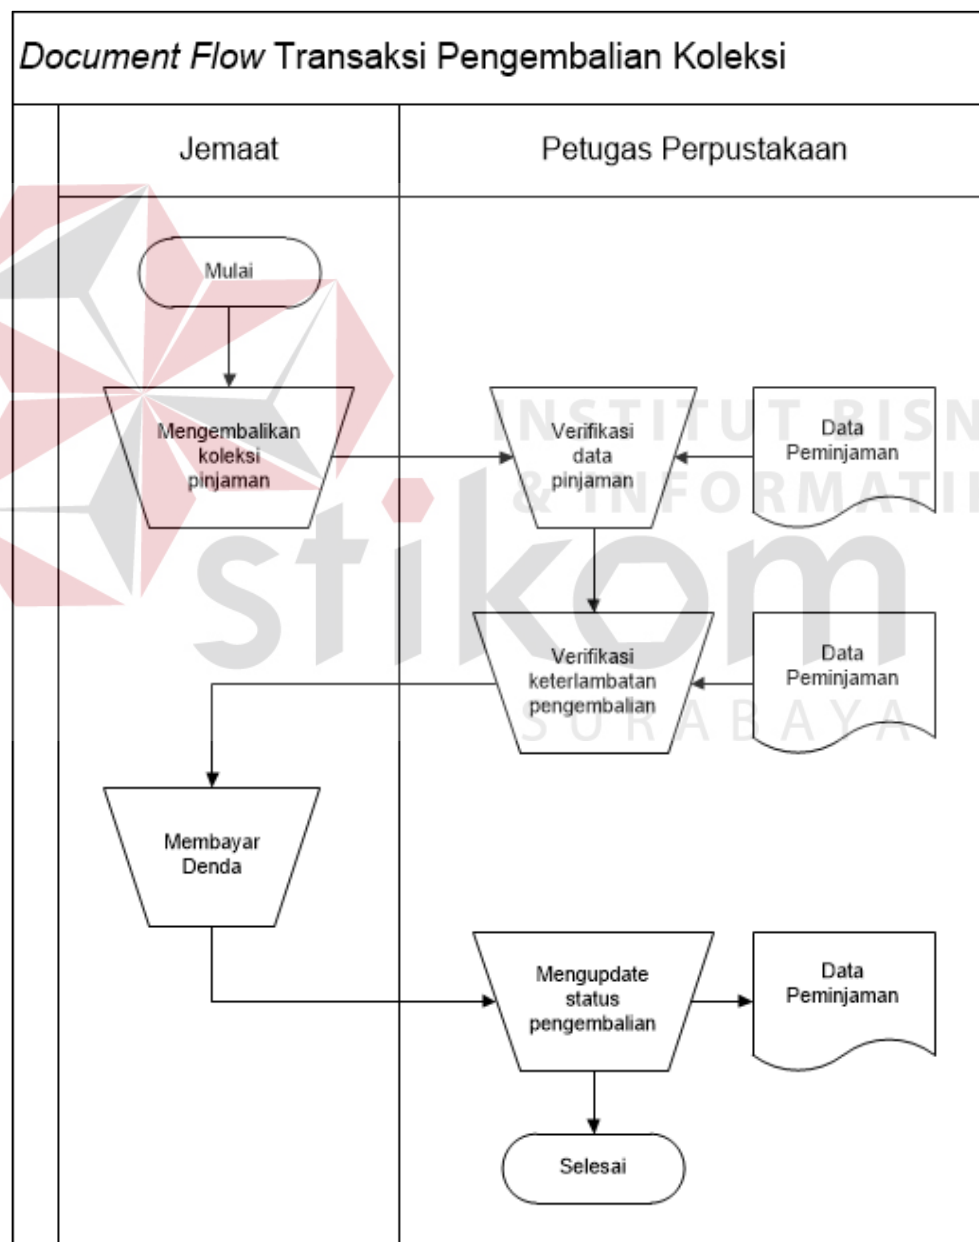 Document Flow Transaksi Pengembalian Koleksi
Jemaat
Petugas Perpustakaan
Mulai
Mengembalikan
koleksi
pinjaman
Verifikasi
data
pinjaman
Data
Peminjaman
INSTITUT BISN
& INFORMATI
stikom
SURABAYA
Verifikasi
keterlambatan
pengembalian
Data
Peminjaman
Membayar
Denda
Mengupdate
status
pengembalian
Data
Peminjaman
Selesai